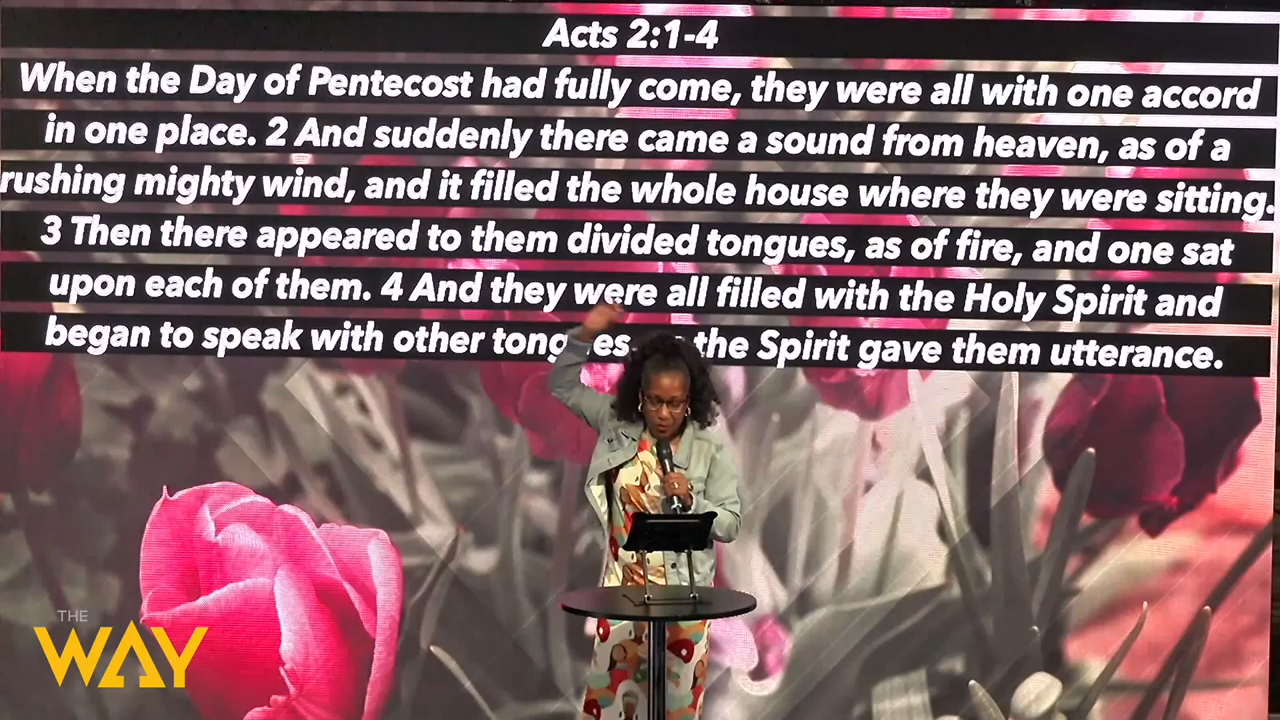 Acts 2:1-4
When the Day of Pentecost had fully come, they were all with one accord
in one place. 2 And suddenly there came a sound from heaven, as of a
rushing mighty wind, and it filled the whole house where they were sitting.
3 Then there appeared to them divided tongues, as of fire, and one sat
upon each of them. 4 And they were all filled with the Holy Spirit and
began to speak with other tongues, the Spirit gave them utterance.
THE
WAY